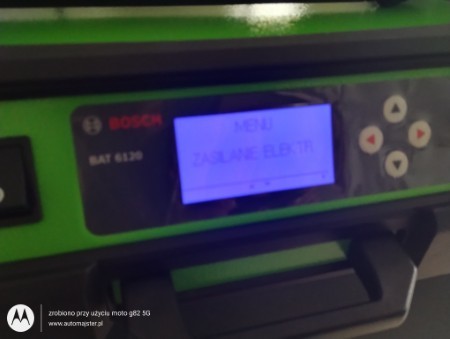 BOSCH
BAT 6120
MENU
ZASILANIE ELEKTR.
zrobiono przy użyciu moto g82 5G
www.automajster.pl